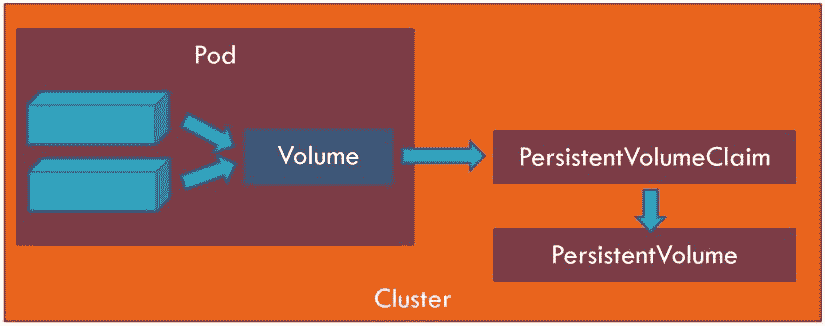 Pod
Volume
PersistentVolumeClaim
PersistentVolume
Cluster